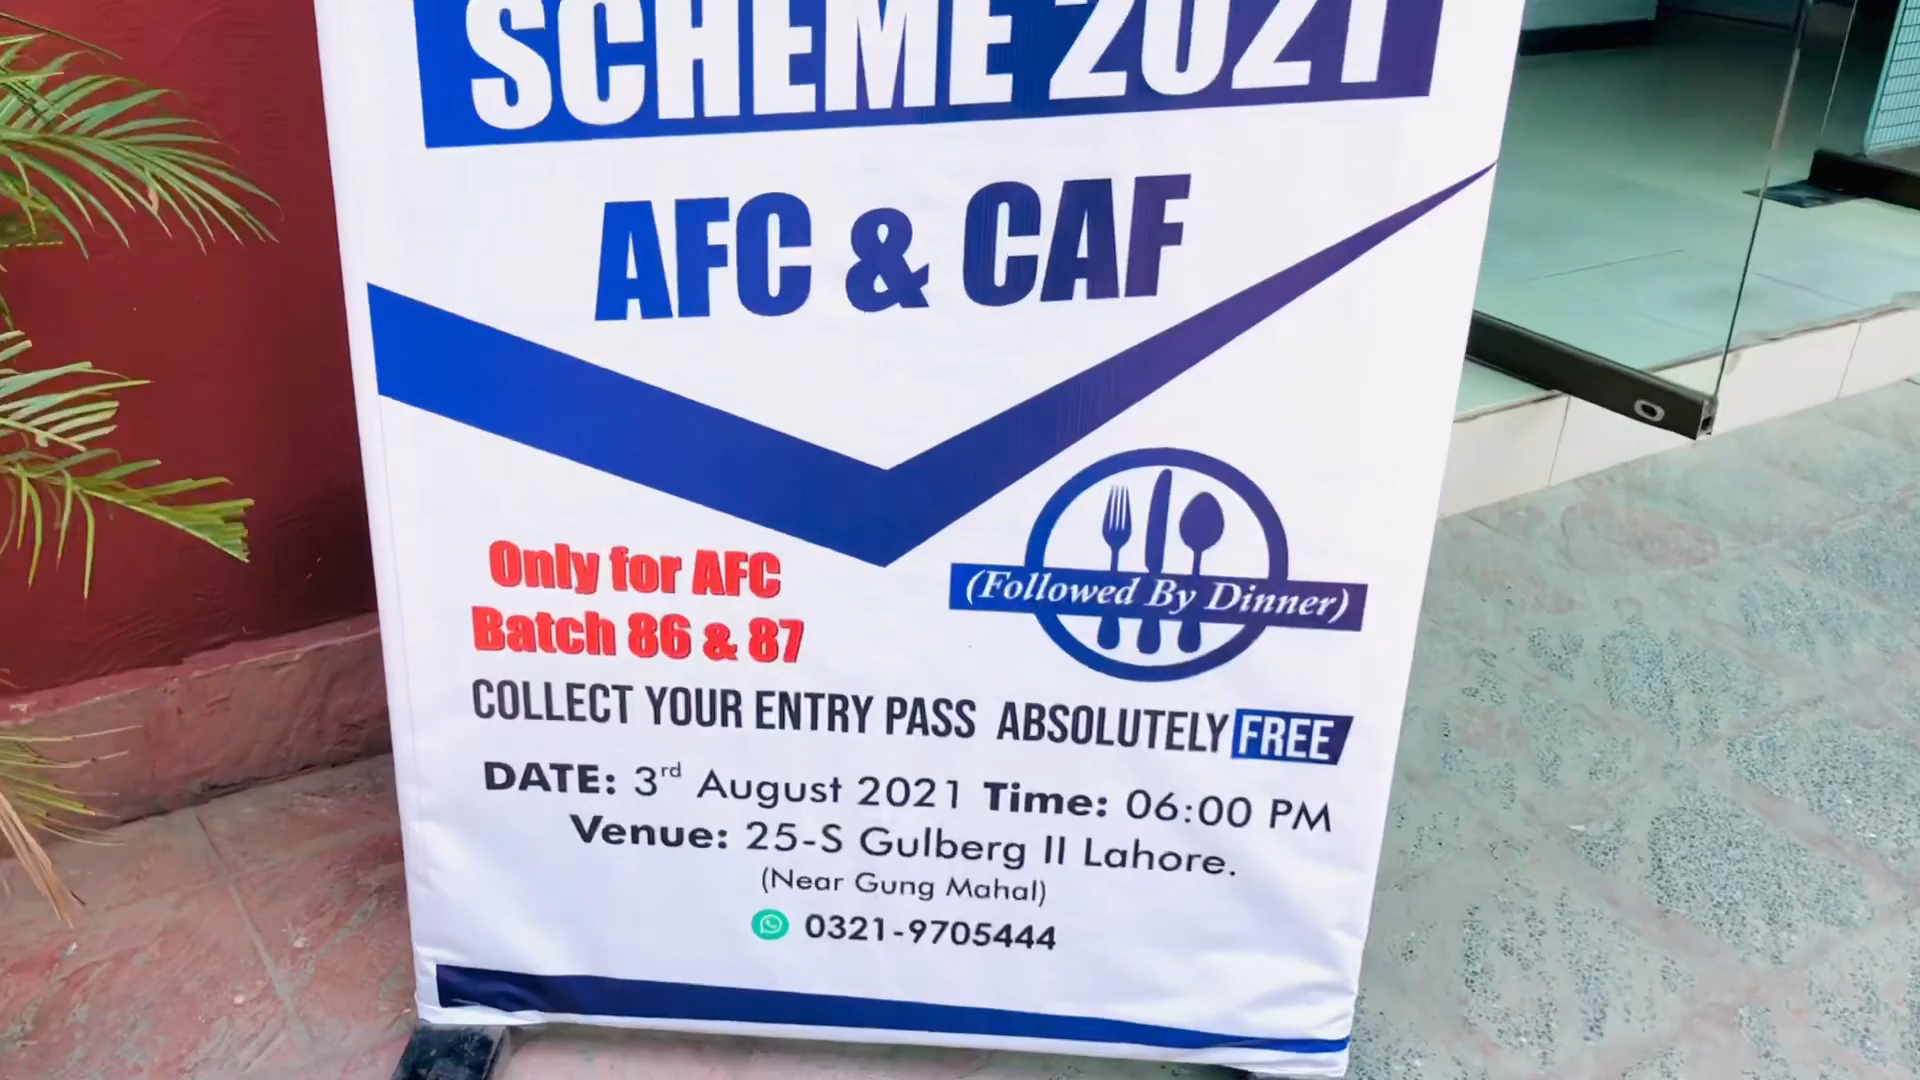 SCHEME 2021
AFC & CAF
(Followed By Dinner)
Only for AFC
Batch 86 & 87
COLLECT YOUR ENTRY PASS ABSOLUTELY FREE
DATE: 3rd August 2021 Time: 06:00 PM
Venue: 25-S Gulberg II Lahore.
(Near Gung Mahal)
0321-9705444